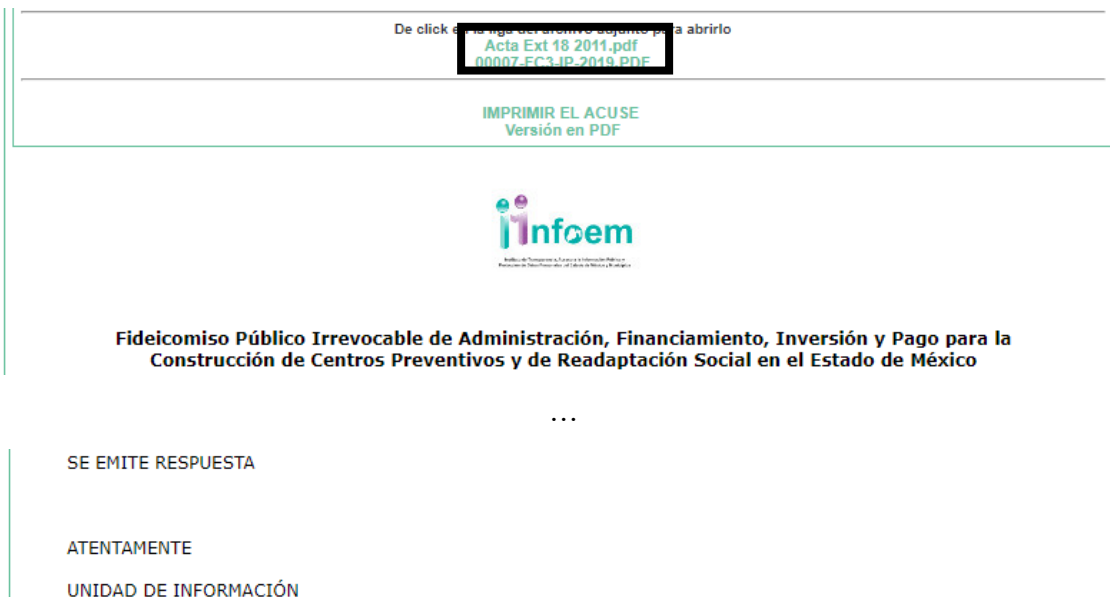 De click en la liga del archivo adjunto para abrirlo
Acta Ext 18 2011.pdf
00007-FC3-IP-2019.PDF
IMPRIMIR EL ACUSE
Versión en PDF
infoem
Fideicomiso Público Irrevocable de Administración, Financiamiento, Inversión y Pago para la
Construcción de Centros Preventivos y de Readaptación Social en el Estado de México
...
SE EMITE RESPUESTA
ATENTAMENTE
UNIDAD DE INFORMACIÓN